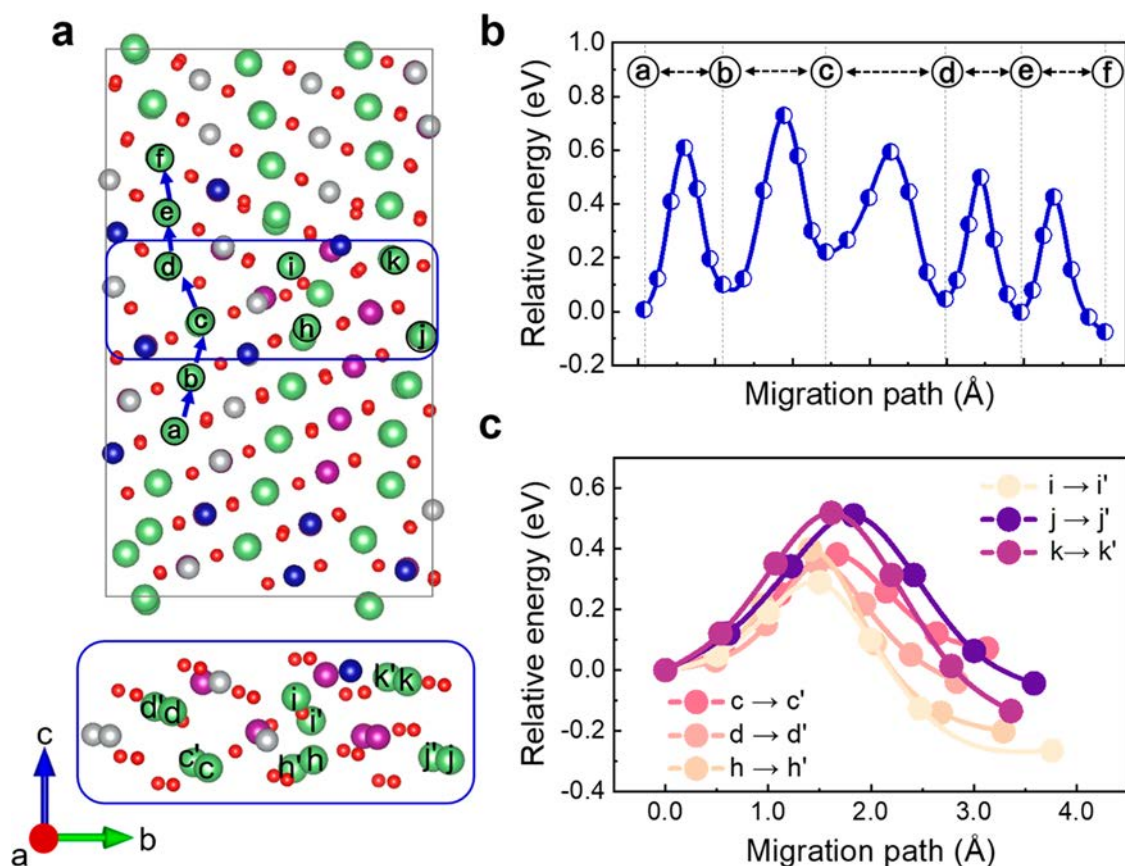 a
f
e
d
i
k
c
h
j
b
a
k' k
d' d
i
i'
c' c
h' h
j' j
c
a
b
b
Relative energy (eV)
1.0
0.8
0.6
0.4
0.2
0.0
-0.2
a
b
c
d
e
f
Migration path (Å)
c
Relative energy (eV)
0.6
0.4
0.2
0.0
-0.2
-0.4
i → i'
j → j'
k→ k'
c → c'
d → d'
h → h'
0.0 1.0 2.0 3.0 4.0
Migration path (Å)